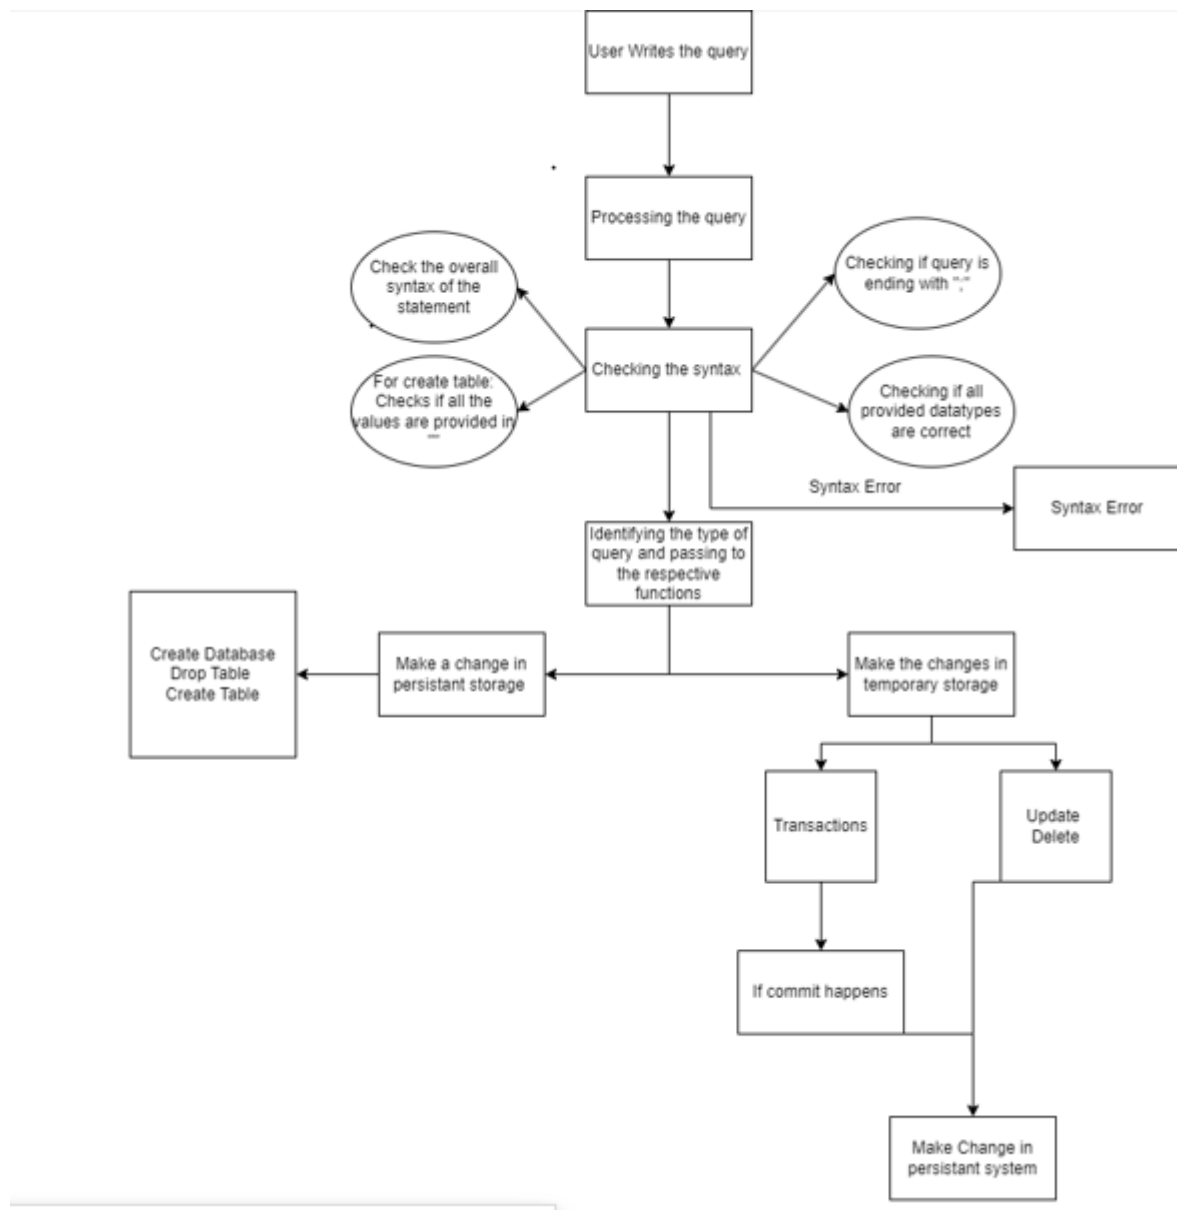 User Writes the query
Processing the query
Check the overall
syntax of the
statement
Checking if query is
ending with ";"
Checking the syntax
For create table:
Checks if all the
values are provided in
""
Checking if all
provided datatypes
are correct
Syntax Error
Syntax Error
Identifying the type of
query and passing to
the respective
functions
Create Database
Drop Table
Create Table
Make a change in
persistant storage
Make the changes in
temporary storage
Transactions
Update
Delete
If commit happens
Make Change in
persistant system